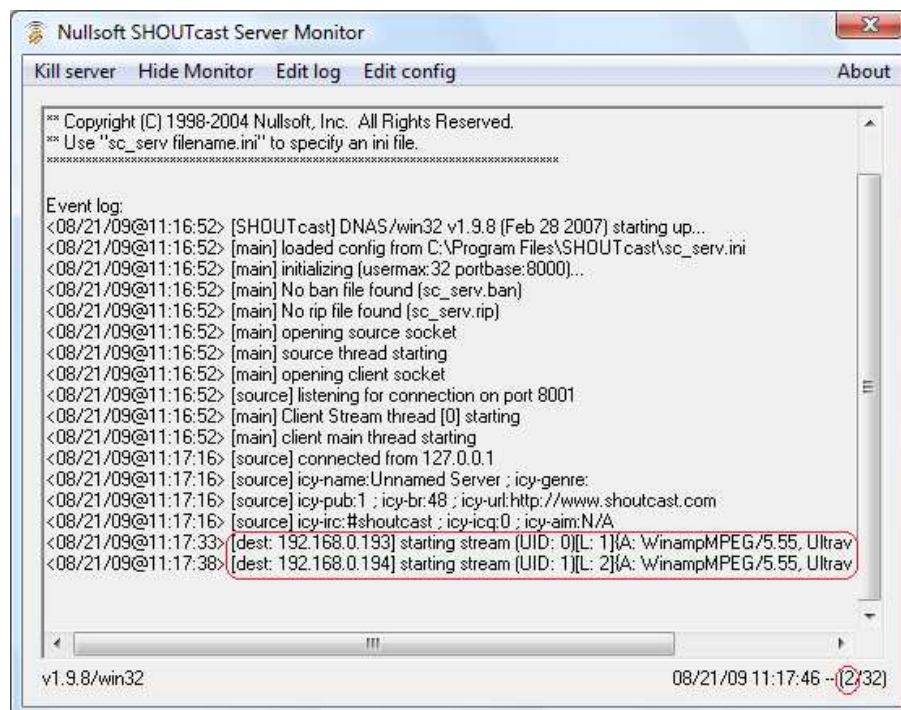 Nullsoft SHOUTcast Server Monitor
Kill server Hide Monitor Edit log Edit config About
** Copyright (C) 1998-2004 Nullsoft, Inc. All Rights Reserved.
** Use "sc_serv filename.ini" to specify an ini file.
Event log:
<08/21/09@11:16:52> [SHOUTcast] DNAS/win32 v1.9.8 (Feb 28 2007) starting up...
<08/21/09@11:16:52> [main] loaded config from C:\Program Files\SHOUTcast\sc_serv.ini
<08/21/09@11:16:52> [main] initializing (usermax:32 portbase:8000)...
<08/21/09@11:16:52> [main] No ban file found (sc_serv.ban)
<08/21/09@11:16:52> [main] No rip file found (sc_serv.rip)
<08/21/09@11:16:52> [main] opening source socket
<08/21/09@11:16:52> [main] source thread starting
<08/21/09@11:16:52> [main] opening client socket
<08/21/09@11:16:52> [source] listening for connection on port 8001
<08/21/09@11:16:52> [main] Client Stream thread [0] starting
<08/21/09@11:16:52> [main] client main thread starting
<08/21/09@11:17:16> [source] connected from 127.0.0.1
<08/21/09@11:17:16> [source] icy-name:Unnamed Server ; icy-genre:
<08/21/09@11:17:16> [source] icy-pub:1 ; icy-br:48 ; icy-url:http://www.shoutcast.com
<08/21/09@11:17:16> [source] icy-irc:#shoutcast ; icy-icq:0 ; icy-aim:N/A
<08/21/09@11:17:33> [dest: 192.168.0.193] starting stream (UID: 0)[L: 1]{A: WinampMPEG/5.55, Ultrav
<08/21/09@11:17:38> [dest: 192.168.0.194] starting stream (UID: 1)[L: 2]{A: WinampMPEG/5.55, Ultrav
v1.9.8/win32 08/21/09 11:17:46 -- (2/32)